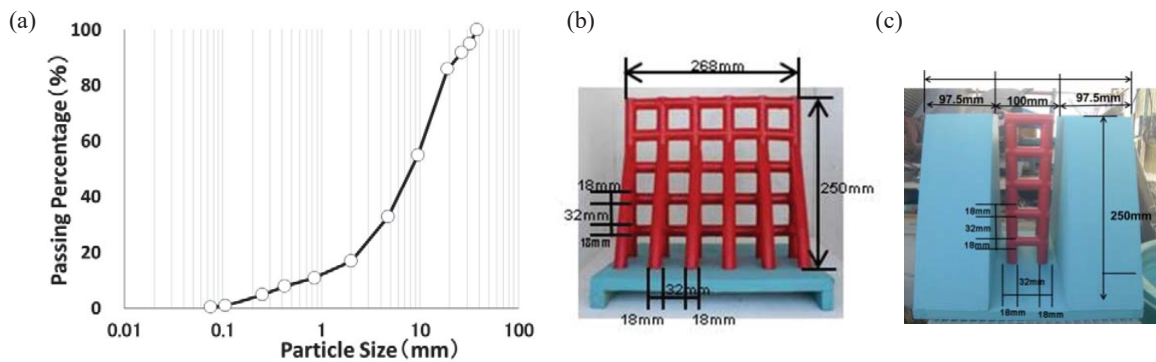 (a)
100
80
60
40
20
0
Passing Percentage(%)
0.01
0.1
1
10
100
Particle Size(mm)
(b)
268mm
18mm
32mm
18mm
250mm
32mm
18mm
18mm
(c)
97.5mm
100mm
97.5mm
18mm
32mm
18mm
250mm
32mm
18mm
18mm